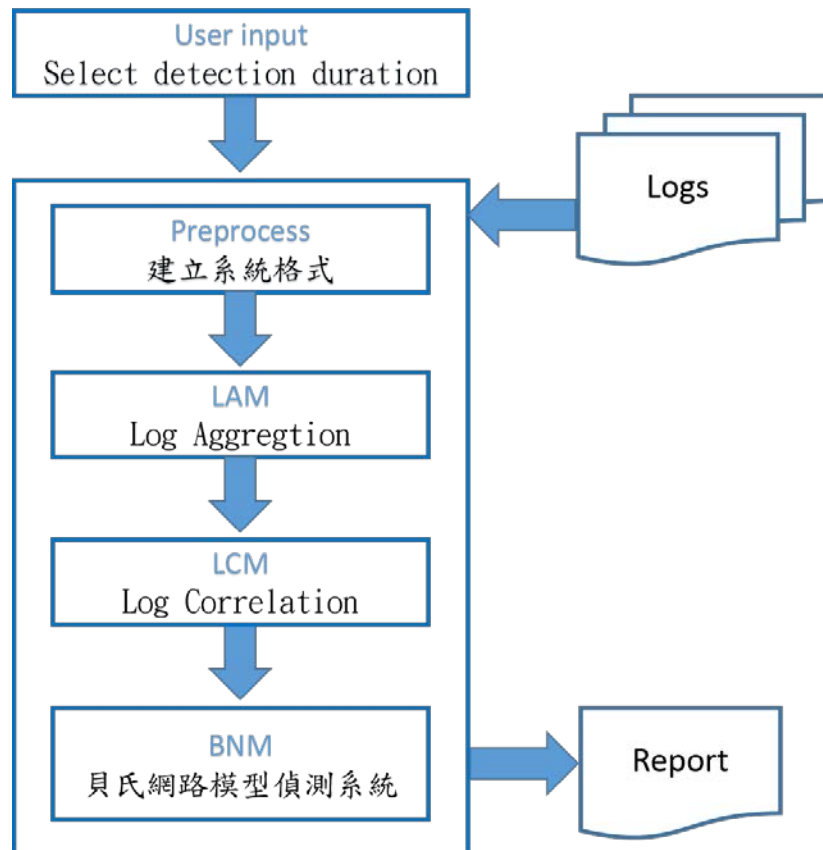 User input
Select detection duration
Logs
Preprocess
建立系統格式
LAM
Log Aggregtion
LCM
Log Correlation
BNM
貝氏網路模型偵測系統
Report